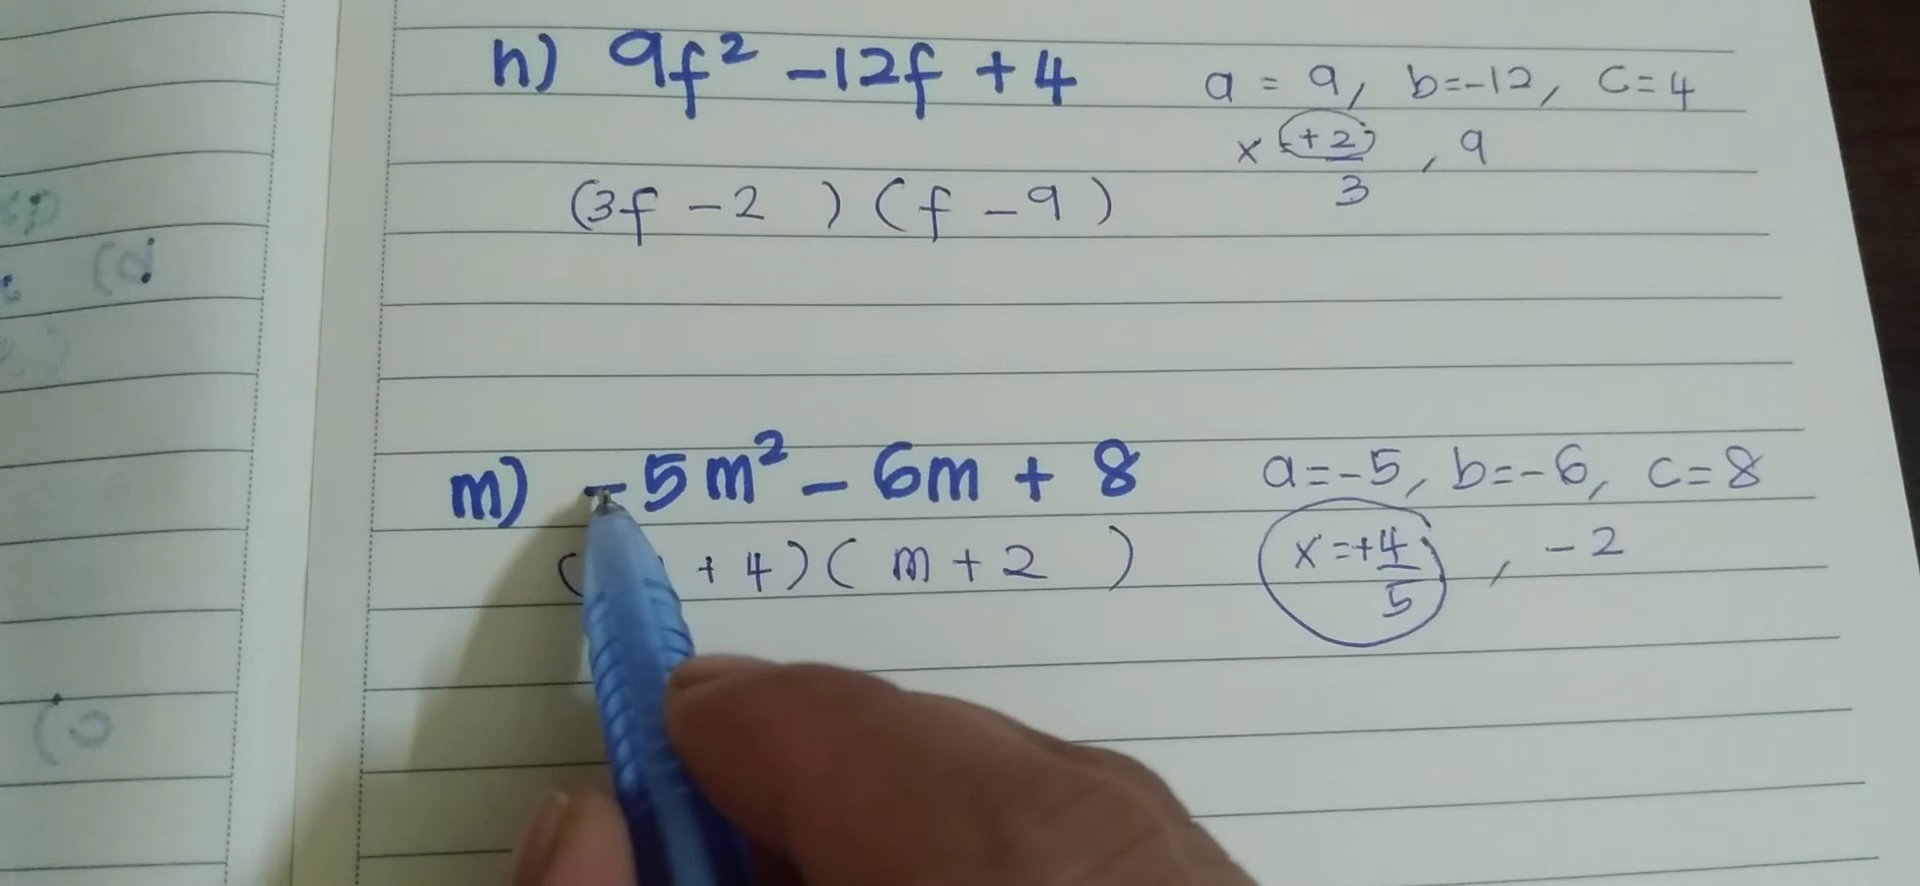 h) 9f² -12f + 4
a = 9, b=-12, c=4
x (+2) , 9
3
(3f - 2 ) (f - 9)
m) -5m² - 6m + 8
a=-5, b=-6, c=8
( + 4) ( m + 2 )
x=+4 , -2
5